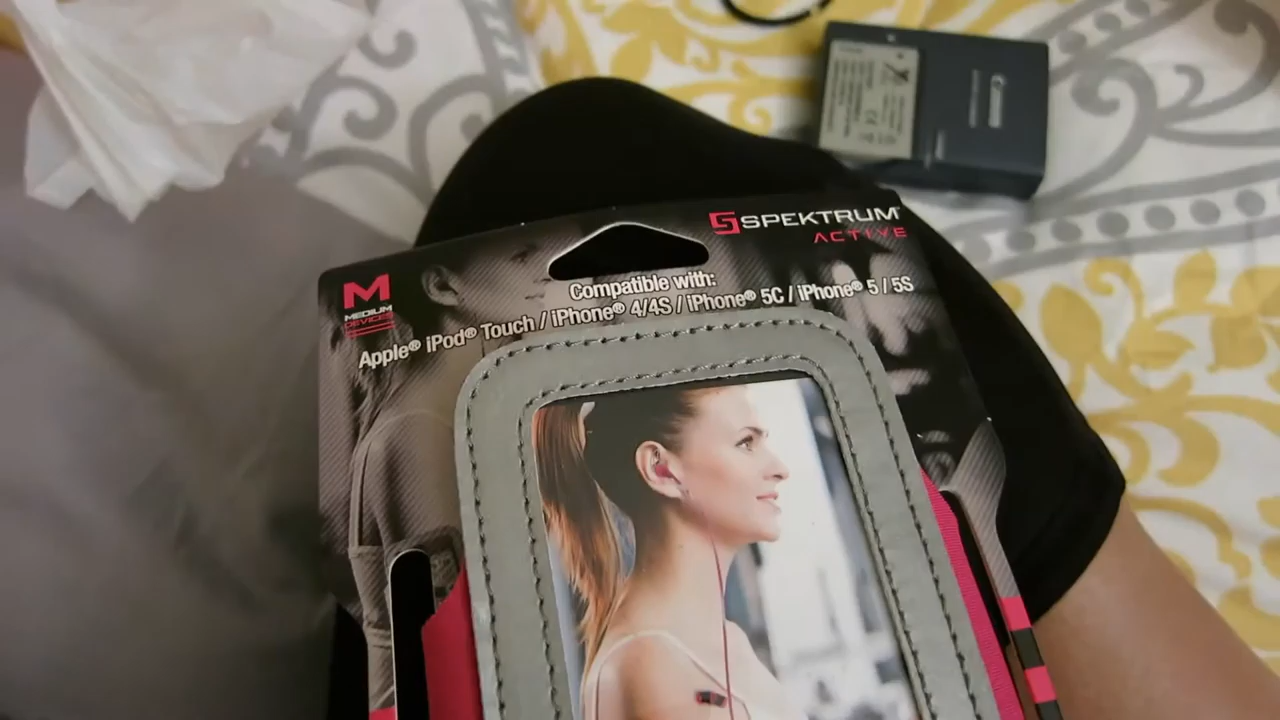 SPEKTRUM
ACTIVE
M
MEDIUM
DEVICES
Compatible with:
Apple® iPod® Touch / iPhone® 4/4S / iPhone® 5C / iPhone® 5 / 5S